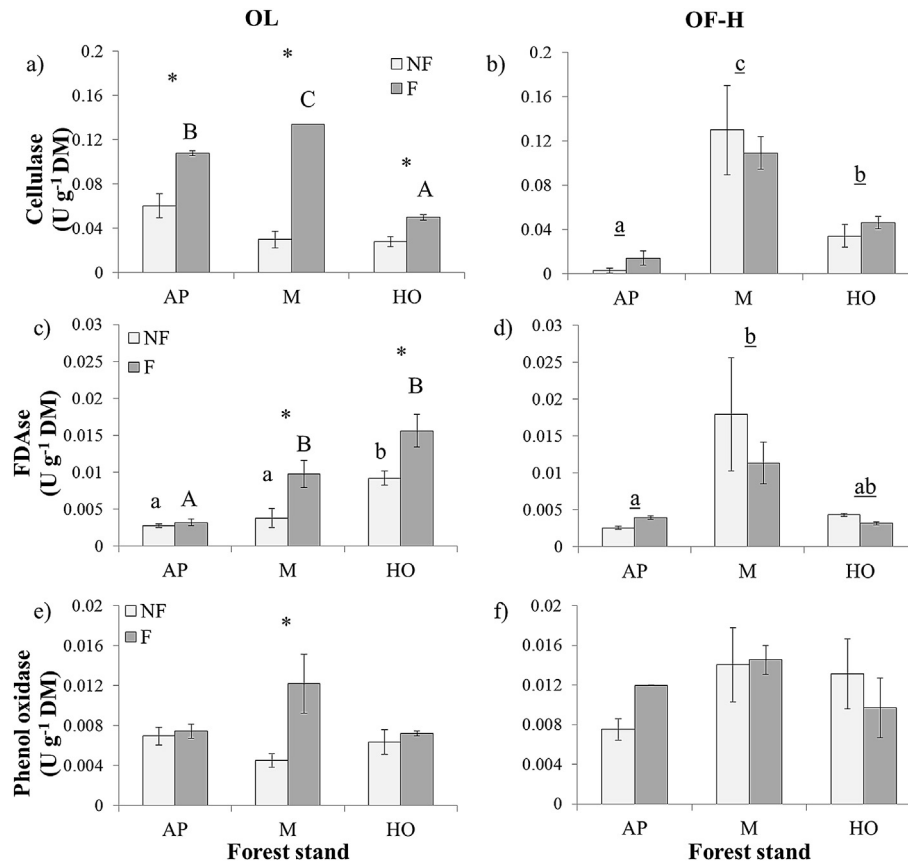 OL
OF-H
a)
Cellulase
(U g-1 DM)
0.2
0.16
0.12
0.08
0.04
0
*
*
*
B
C
A
NF
F
AP
M
HO
b)
0.2
0.16
0.12
0.08
0.04
0
a
c
b
AP
M
HO
c)
FDAse
(U g-1 DM)
0.03
0.025
0.02
0.015
0.01
0.005
0
NF
F
*
*
a
A
a
B
b
B
AP
M
HO
d)
0.03
0.025
0.02
0.015
0.01
0.005
0
a
b
ab
AP
M
HO
e)
Phenol oxidase
(U g-1 DM)
0.02
0.016
0.012
0.008
0.004
0
NF
F
*
AP
M
HO
Forest stand
f)
0.02
0.016
0.012
0.008
0.004
0
AP
M
HO
Forest stand